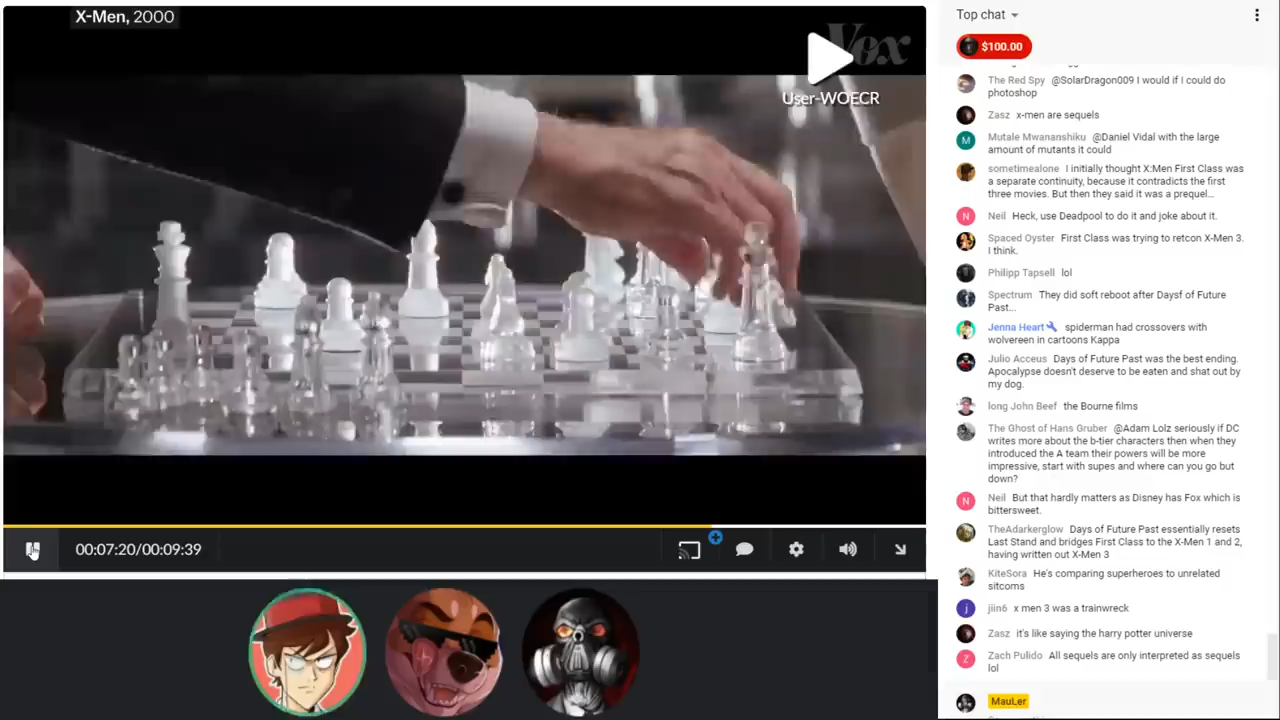 X-Men, 2000
Vox
User-WOECR
00:07:20/00:09:39
Top chat
$100.00
The Red Spy @SolarDragon009 I would if I could do
photoshop
Zasz x-men are sequels
Mutale Mwananshiku @Daniel Vidal with the large
amount of mutants it could
sometimealone I initially thought X:Men First Class was
a separate continuity, because it contradicts the first
three movies. But then they said it was a prequel...
Neil Heck, use Deadpool to do it and joke about it.
Spaced Oyster First Class was trying to retcon X-Men 3.
I think.
Philipp Tapsell lol
Spectrum They did soft reboot after Daysf of Future
Past...
Jenna Heart spiderman had crossovers with
wolvereen in cartoons Kappa
Julio Acceus Days of Future Past was the best ending.
Apocalypse doesn't deserve to be eaten and shat out by
my dog.
long John Beef the Bourne films
The Ghost of Hans Gruber @Adam Lolz seriously if DC
writes more about the b-tier characters then when they
introduced the A team their powers will be more
impressive, start with supes and where can you go but
down?
Neil But that hardly matters as Disney has Fox which is
bittersweet.
TheAdarkerglow Days of Future Past essentially resets
Last Stand and bridges First Class to the X-Men 1 and 2,
having written out X-Men 3
KiteSora He's comparing superheroes to unrelated
sitcoms
jiin6 x men 3 was a trainwreck
Zasz it's like saying the harry potter universe
Zach Pulido All sequels are only interpreted as sequels
lol
MauLer